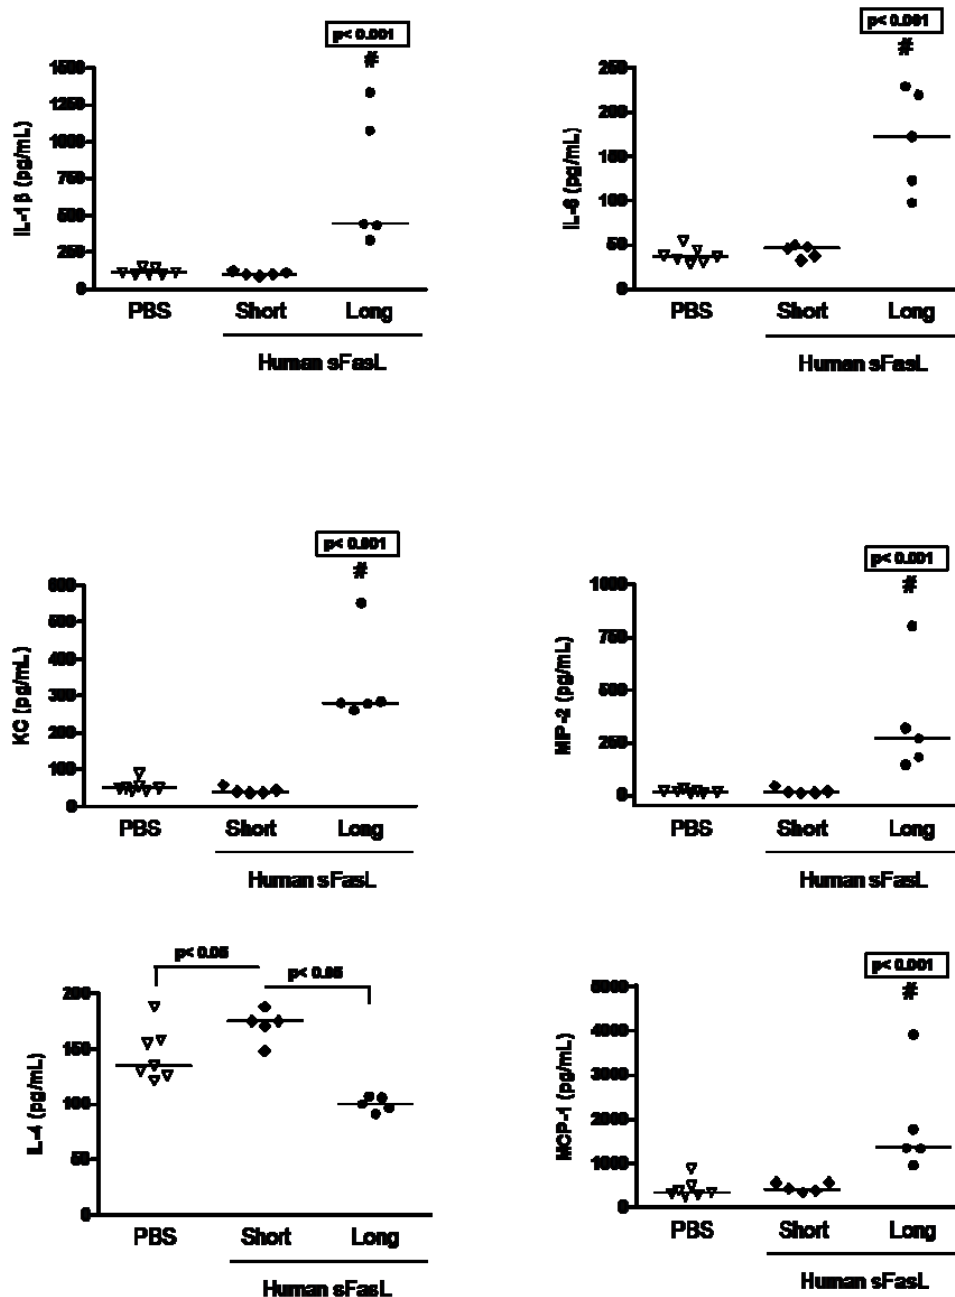 p< 0.001
#
IL-1 β (pg/mL)
1500
1250
1000
750
500
250
0
PBS
Short
Long
Human sFasL
p< 0.001
#
IL-6 (pg/mL)
250
200
150
100
50
0
PBS
Short
Long
Human sFasL
p< 0.001
#
KC (pg/mL)
600
500
400
300
200
100
0
PBS
Short
Long
Human sFasL
p< 0.001
#
MIP-2 (pg/mL)
1000
750
500
250
0
PBS
Short
Long
Human sFasL
p< 0.05
p< 0.05
IL-4 (pg/mL)
200
150
100
50
0
PBS
Short
Long
Human sFasL
p< 0.001
#
MCP-1 (pg/mL)
5000
4000
3000
2000
1000
0
PBS
Short
Long
Human sFasL